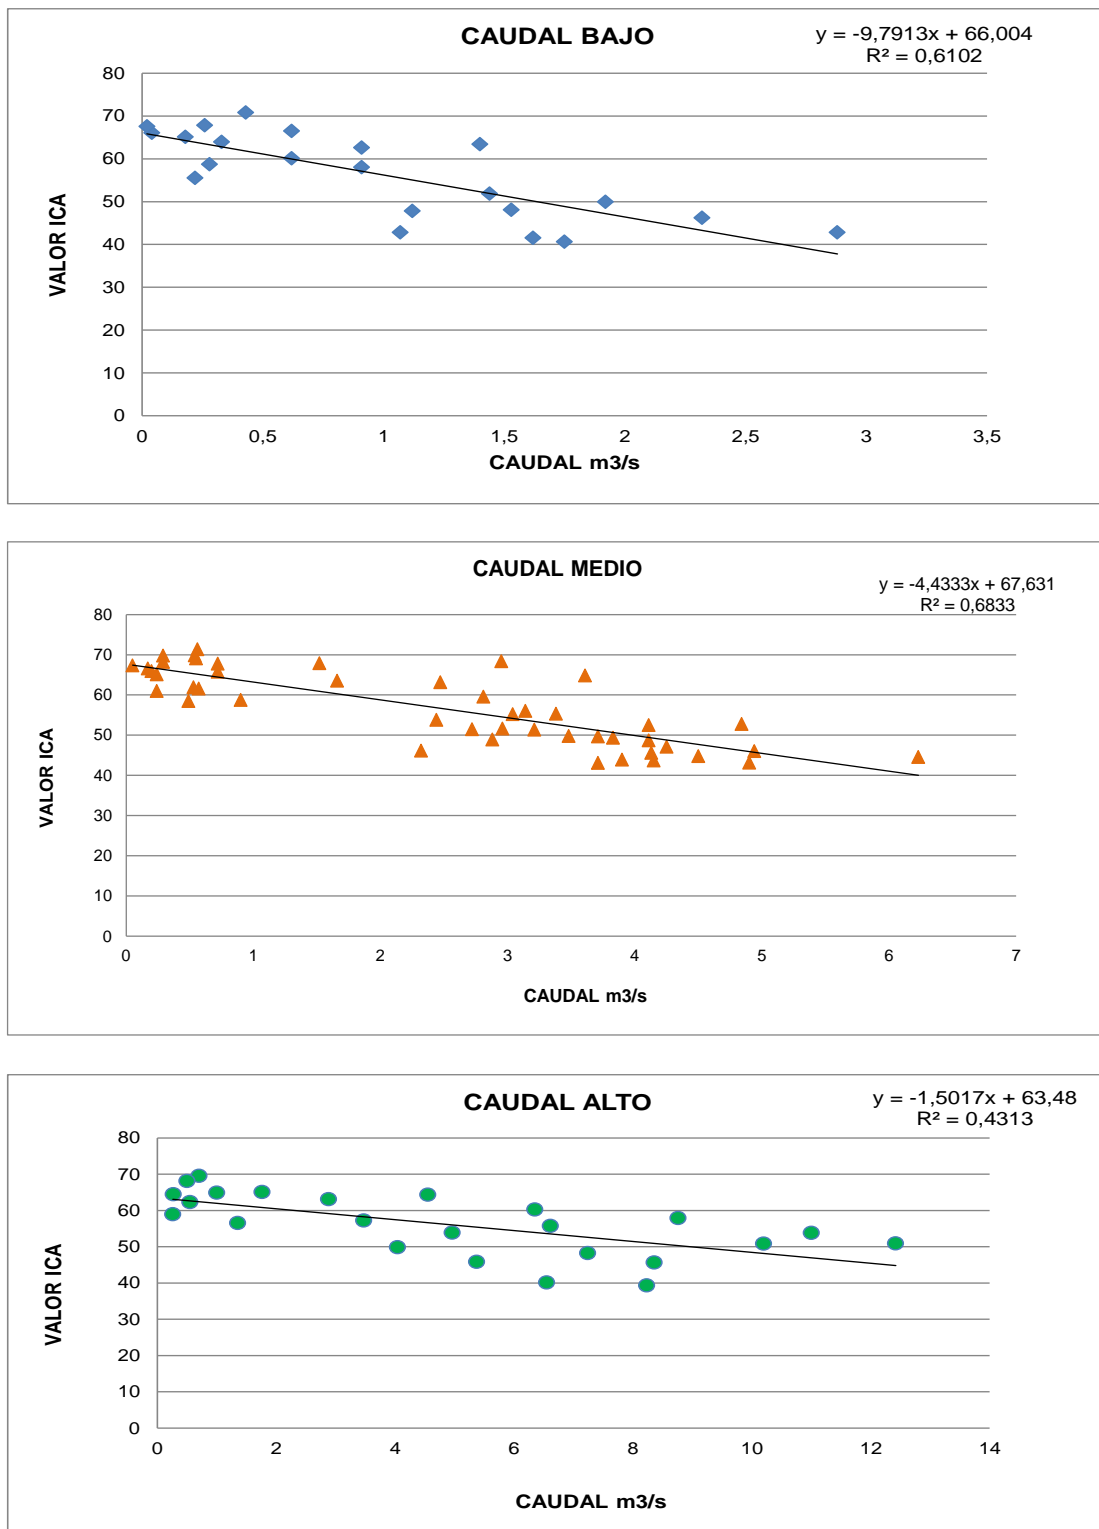 CAUDAL BAJO
y = -9,7913x + 66,004
R² = 0,6102
80
70
60
50
40
30
20
10
0
VALOR ICA
0 0,5 1 1,5 2 2,5 3 3,5
CAUDAL m3/s
CAUDAL MEDIO
y = -4,4333x + 67,631
R² = 0,6833
80
70
60
50
40
30
20
10
0
VALOR ICA
0 1 2 3 4 5 6 7
CAUDAL m3/s
CAUDAL ALTO
y = -1,5017x + 63,48
R² = 0,4313
80
70
60
50
40
30
20
10
0
VALOR ICA
0 2 4 6 8 10 12 14
CAUDAL m3/s